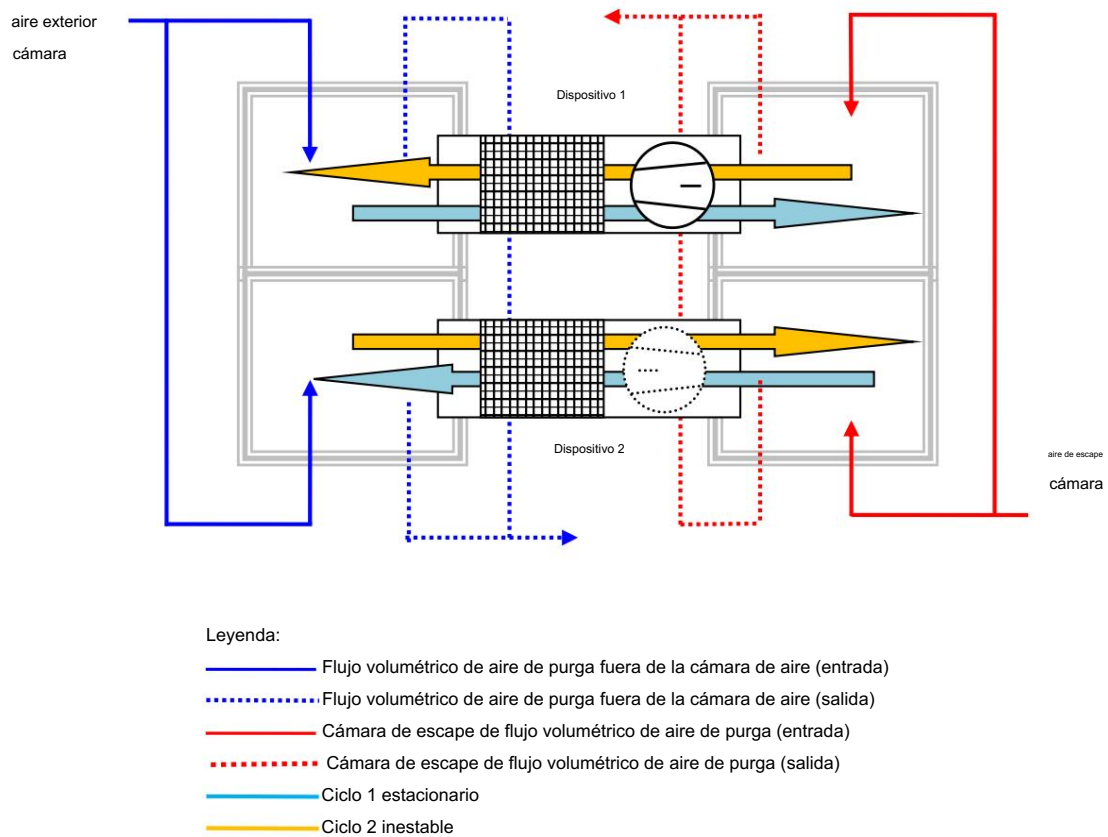 aire exterior
cámara
Dispositivo 1
Dispositivo 2
aire de escape
cámara
Leyenda:
Flujo volumétrico de aire de purga fuera de la cámara de aire (entrada)
Flujo volumétrico de aire de purga fuera de la cámara de aire (salida)
Cámara de escape de flujo volumétrico de aire de purga (entrada)
Cámara de escape de flujo volumétrico de aire de purga (salida)
Ciclo 1 estacionario
Ciclo 2 inestable